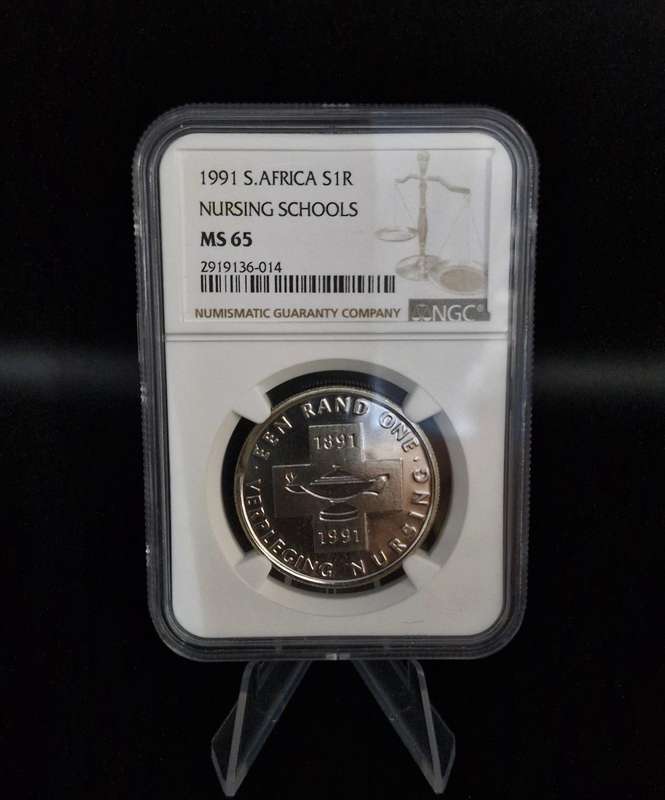 1991 S.AFRICA S1R
NURSING SCHOOLS
MS 65
2919136-014
NUMISMATIC GUARANTY COMPANY
NGC®
· EEN RAND ONE ·
1891
1991
VERPLEGING NURSING